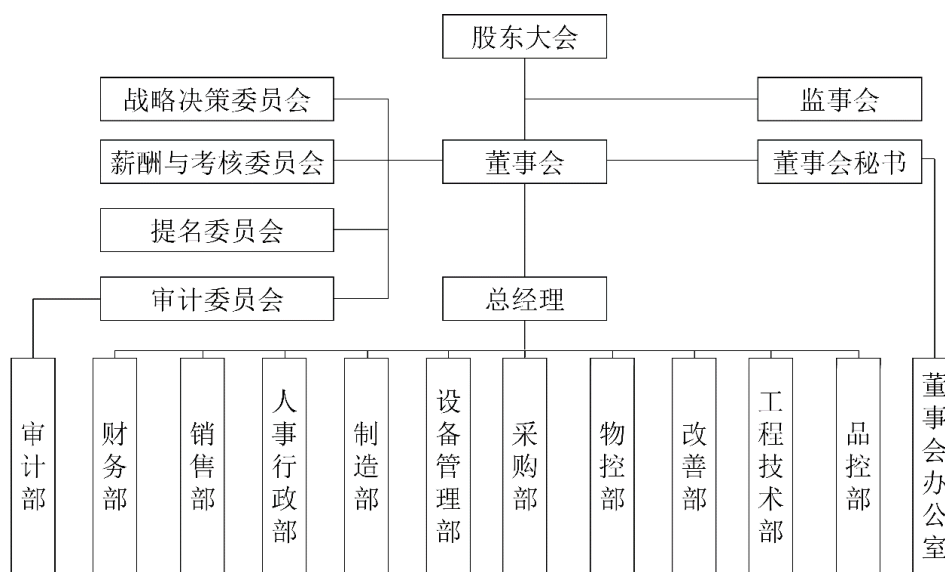 股东大会
战略决策委员会
监事会
薪酬与考核委员会
董事会
董事会秘书
提名委员会
审计委员会
总经理
审计部
财务部
销售部
人事行政部
制造部
设备管理部
采购部
物控部
改善部
工程技术部
品控部
董事会办公室